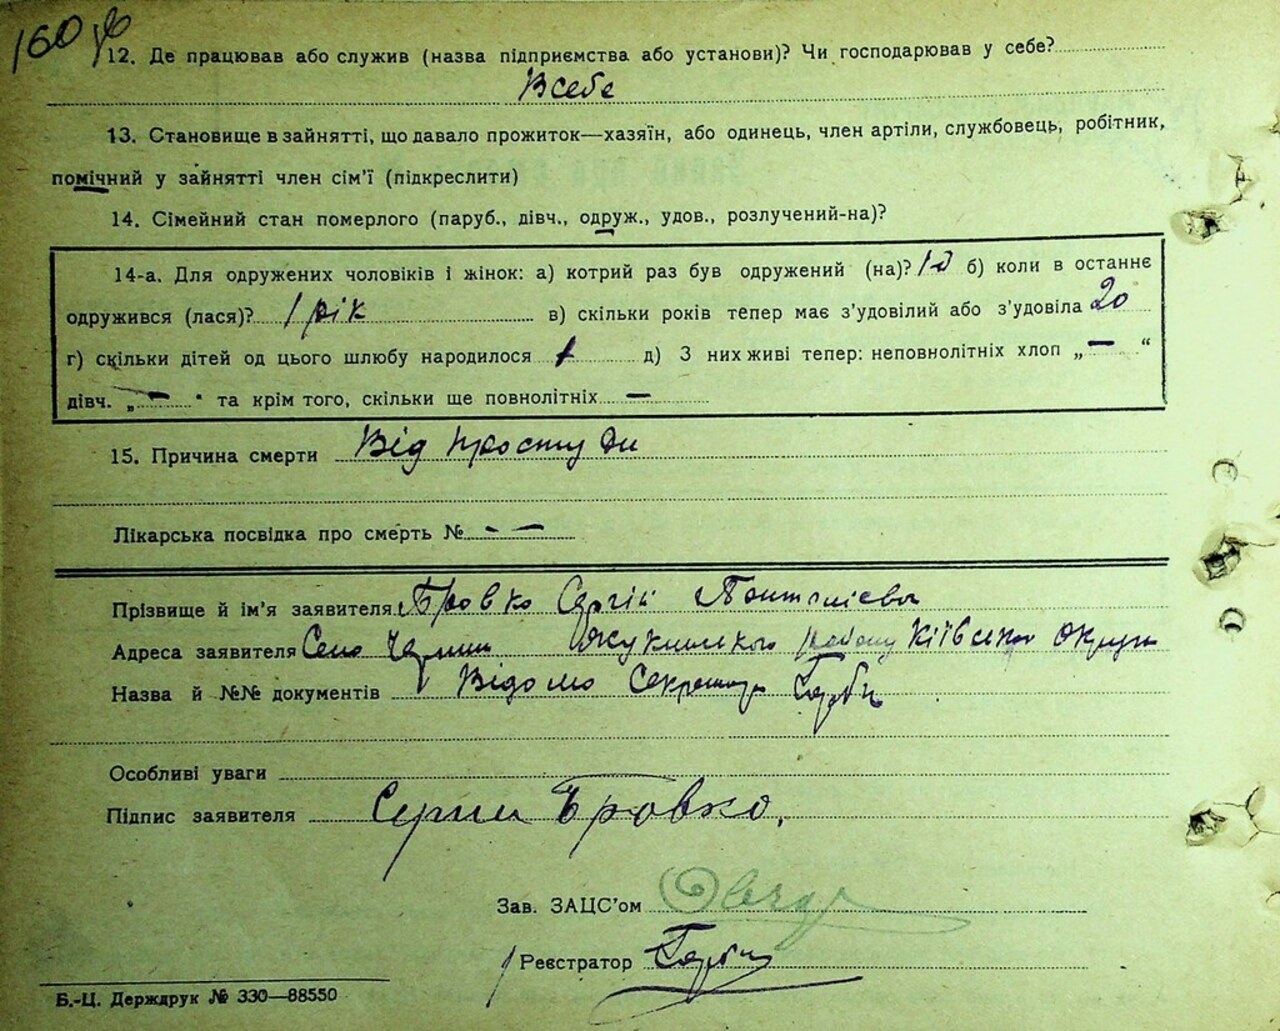 160
12. Де працював або служив (назва підприємства або установи)? Чи господарював у себе?
Всебе
13. Становище в зайнятті, що давало прожиток—хазяїн, або одинець, член артіли, службовець, робітник,
помічний у зайнятті член сім'ї (підкреслити)
14. Сімейний стан померлого (паруб., дівч., одруж., удов., розлучений-на)?
14-а. Для одружених чоловіків і жінок: а) котрий раз був одружений (на)? 1-й б) коли в останнє
одружився (лася)? 1 рік в) скільки років тепер має з'удовілий або з'удовіла 20
г) скільки дітей од цього шлюбу народилося 1 д) З них живі тепер: неповнолітніх хлоп „—“
дівч. „—“ та крім того, скільки ще повнолітніх —
15. Причина смерти Від простуди
Лікарська посвідка про смерть № — —
Прізвище й ім'я заявителя Бровко Сергій
Адреса заявителя Село району Київської Округи
Назва й №№ документів Відомо Секретарю
Особливі уваги
Підпис заявителя Сергий Бровко.
Зав. ЗАЦС'ом
Реєстратор
Б.-Ц. Держдрук № 330—88550